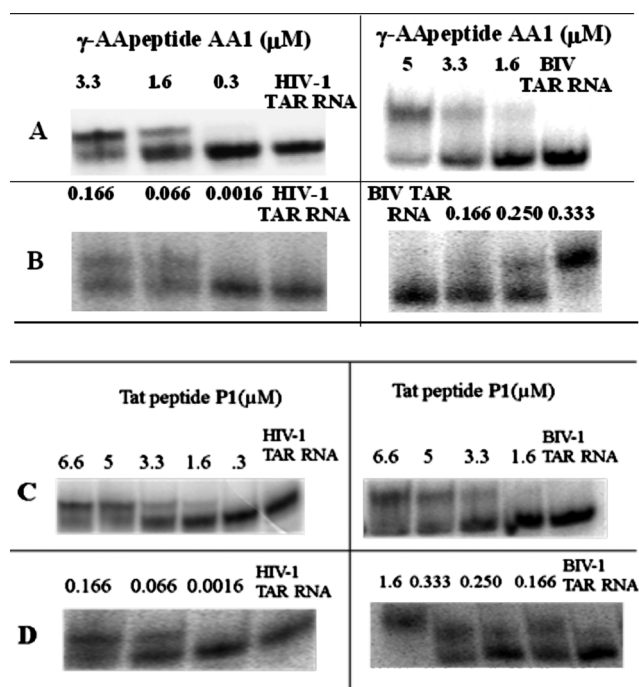 γ-AApeptide AA1 (μM)
3.3 1.6 0.3 HIV-1
TAR RNA
γ-AApeptide AA1 (μM)
5 3.3 1.6 BIV
TAR RNA
A
0.166 0.066 0.0016 HIV-1
TAR RNA
BIV TAR
RNA 0.166 0.250 0.333
B
Tat peptide P1(μM)
6.6 5 3.3 1.6 .3 HIV-1
TAR RNA
Tat peptide P1(μM)
6.6 5 3.3 1.6 BIV-1
TAR RNA
C
0.166 0.066 0.0016 HIV-1
TAR RNA
1.6 0.333 0.250 0.166 BIV-1
TAR RNA
D